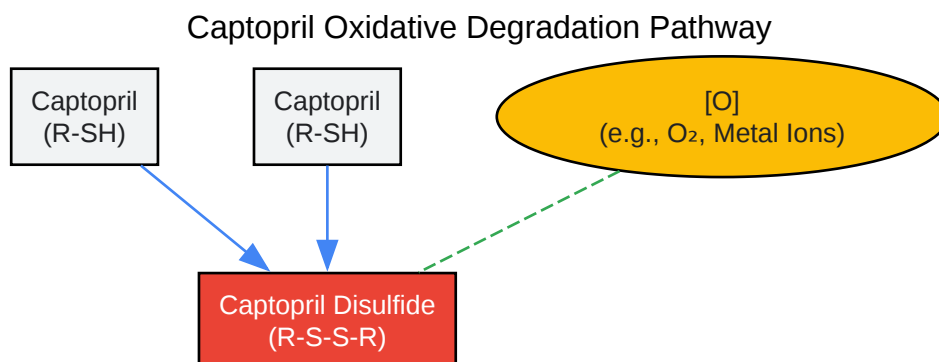 Captopril Oxidative Degradation Pathway
Captopril
(R-SH)
Captopril
(R-SH)
[O]
(e.g., O₂, Metal Ions)
Captopril Disulfide
(R-S-S-R)